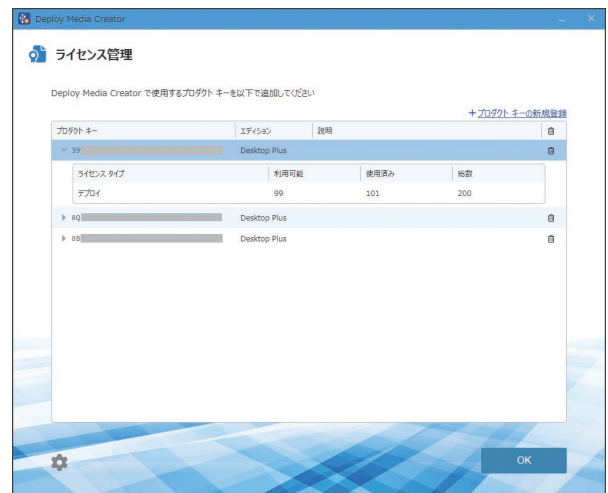 Deploy Media Creator
ライセンス管理
Deploy Media Creator で使用するプロダクト キーを以下で追加してください
+プロダクト キーの新規登録
プロダクト キー エディション 説明
39 Desktop Plus
ライセンス タイプ 利用可能 使用済み 総数
デプロイ 99 101 200
8Q Desktop Plus
8B Desktop Plus
OK